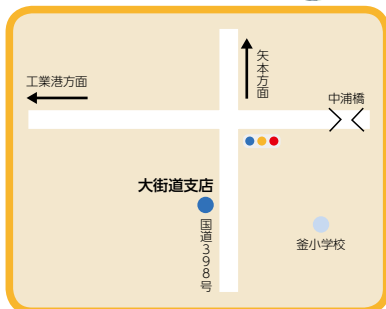 矢本方面
工業港方面
中浦橋
大街道支店
国道398号
釜小学校